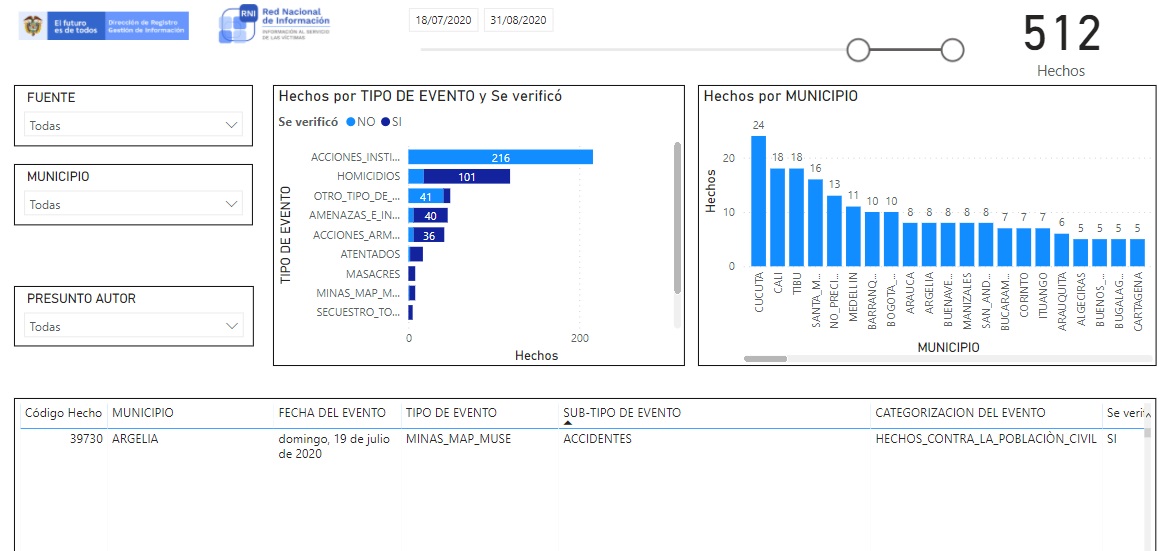 El futuro
es de todos
Dirección de Registro
Gestión de Información
RNI
Red Nacional
de Información
INFORMACIÓN AL SERVICIO
DE LAS VÍCTIMAS
18/07/2020
31/08/2020
512
Hechos
FUENTE
Todas
MUNICIPIO
Todas
PRESUNTO AUTOR
Todas
Hechos por TIPO DE EVENTO y Se verificó
Se verificó NO SI
TIPO DE EVENTO
ACCIONES_INSTI... 216
HOMICIDIOS 101
OTRO_TIPO_DE_... 41
AMENAZAS_E_IN... 40
ACCIONES_ARM... 36
ATENTADOS
MASACRES
MINAS_MAP_M...
SECUESTRO_TO...
0 200
Hechos
Hechos por MUNICIPIO
Hechos
20
10
0
24 18 18 16 13 11 10 10 8 8 8 8 8 7 7 7 6 5 5 5 5
CUCUTA
CALI
TIBU
SANTA_M...
NO_PRECI...
MEDELLIN
BARRANQ...
BOGOTA_...
ARAUCA
ARGELIA
BUENAVE...
MANIZALES
SAN_AND...
BUCARAM...
CORINTO
ITUANGO
ARAUQUITA
ALGECIRAS
BUENOS_...
BUGALAG...
CARTAGENA
MUNICIPIO
Código Hecho MUNICIPIO FECHA DEL EVENTO TIPO DE EVENTO SUB-TIPO DE EVENTO CATEGORIZACION DEL EVENTO Se verif
39730 ARGELIA domingo, 19 de julio MINAS_MAP_MUSE ACCIDENTES HECHOS_CONTRA_LA_POBLACIÒN_CIVIL SI
de 2020